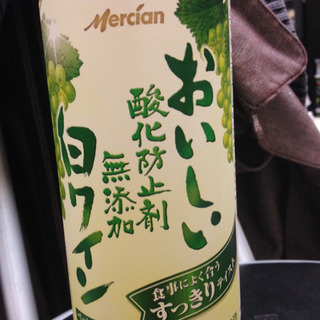 Mercian
おいしい
酸化防止剤
無添加
白ワイン
食事によく合う
すっきりテイスト